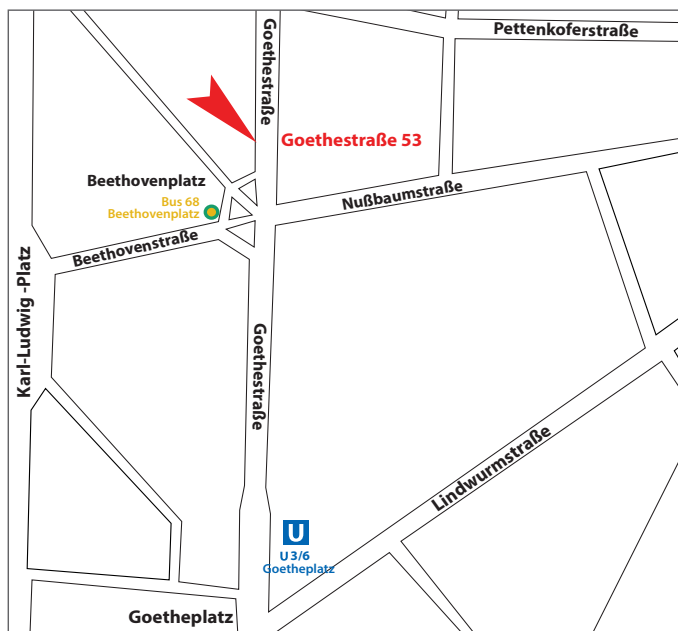 Pettenkoferstraße
Goethestraße
Goethestraße 53
Beethovenplatz
Bus 68
Beethovenplatz
Nußbaumstraße
Beethovenstraße
Karl-Ludwig -Platz
Goethestraße
Lindwurmstraße
U
U 3/6
Goetheplatz
Goetheplatz